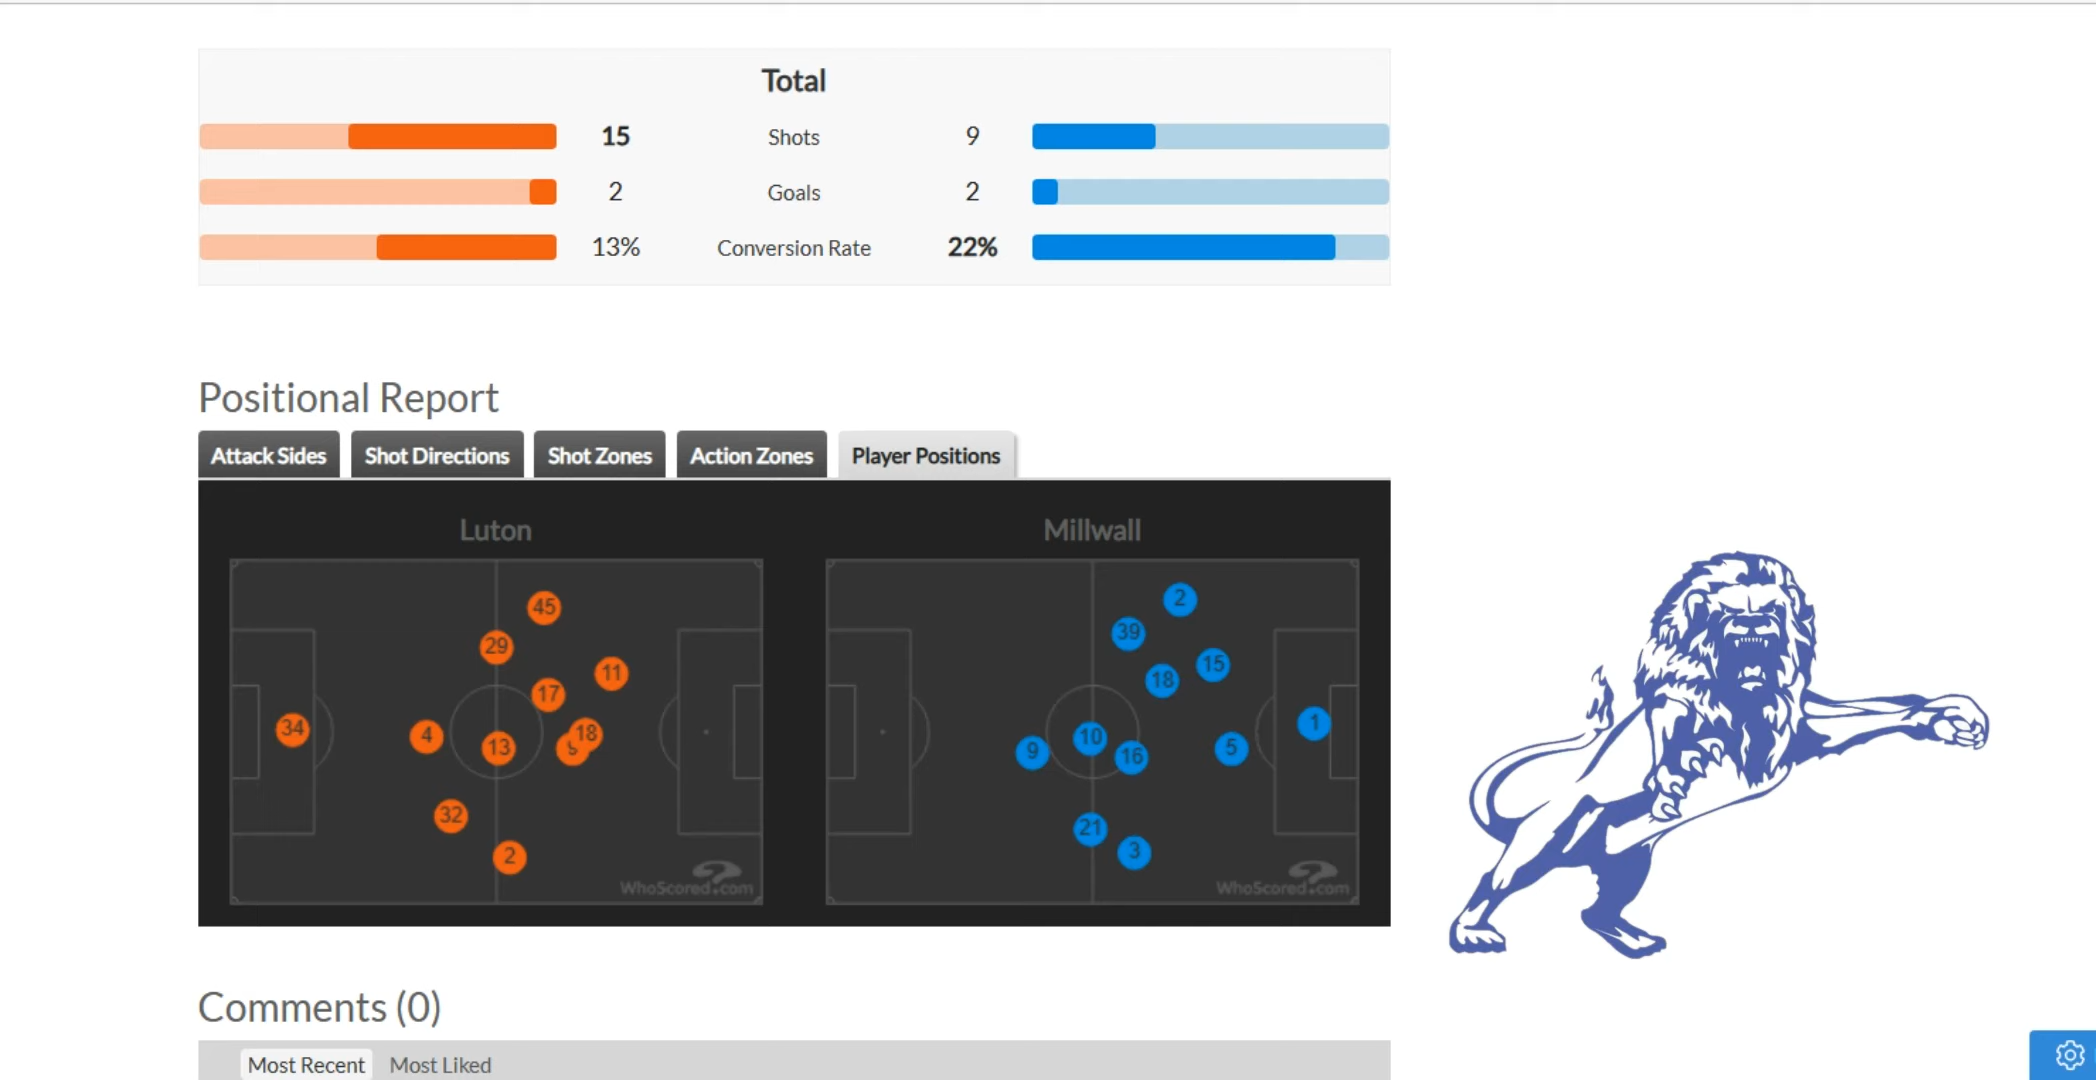 Total
15 Shots 9
2 Goals 2
13% Conversion Rate 22%
Positional Report
Attack Sides Shot Directions Shot Zones Action Zones Player Positions
Luton Millwall
45
29
11
17
34
4
13
18
32
2
WhoScored.com
2
39
15
18
1
10
9
16
5
21
3
WhoScored.com
Comments (0)
Most Recent Most Liked